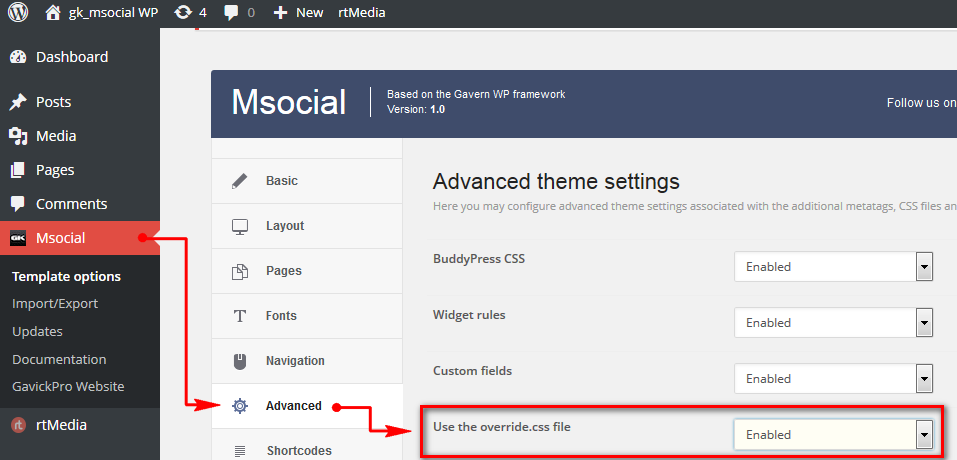 gk_msocial WP
4
0
New
rtMedia
Dashboard
Posts
Media
Pages
Comments
GK
Msocial
Template options
Import/Export
Updates
Documentation
GavickPro Website
rtMedia
Msocial
Based on the Gavern WP framework
Version: 1.0
Follow us on
Basic
Layout
Pages
Fonts
Navigation
Advanced
Shortcodes
Advanced theme settings
Here you may configure advanced theme settings associated with the additional metatags, CSS files an
BuddyPress CSS
Enabled
Widget rules
Enabled
Custom fields
Enabled
Use the override.css file
Enabled